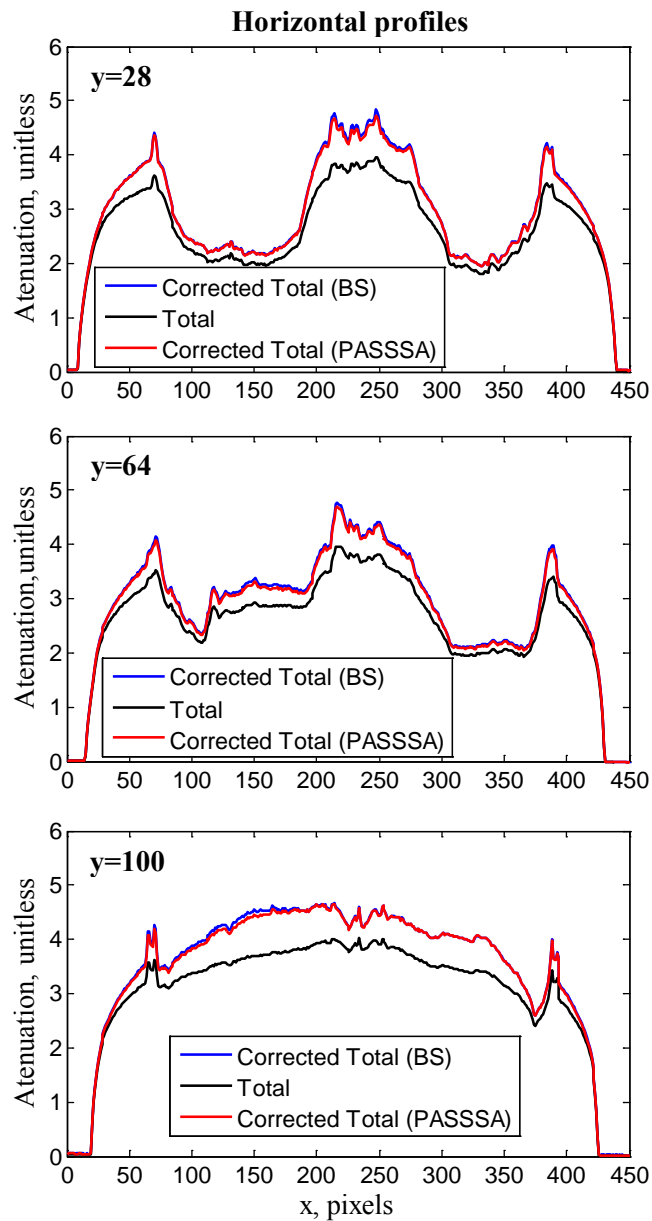 Horizontal profiles
y=28
Atenuation, unitless
6
5
4
3
2
1
0
Corrected Total (BS)
Total
Corrected Total (PASSSA)
0 50 100 150 200 250 300 350 400 450
y=64
Atenuation,unitless
6
5
4
3
2
1
0
Corrected Total (BS)
Total
Corrected Total (PASSSA)
0 50 100 150 200 250 300 350 400 450
y=100
Atenuation, unitless
6
5
4
3
2
1
0
Corrected Total (BS)
Total
Corrected Total (PASSSA)
0 50 100 150 200 250 300 350 400 450
x, pixels